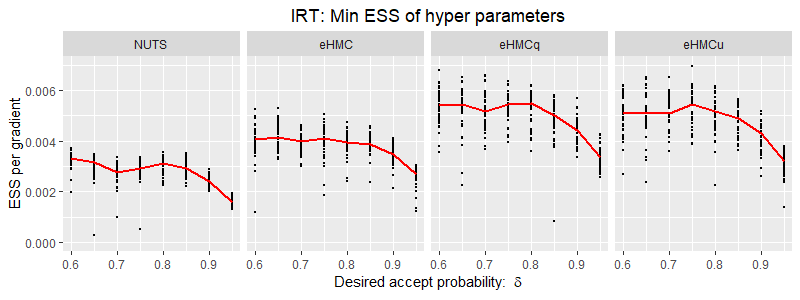 IRT: Min ESS of hyper parameters
NUTS eHMC eHMCq eHMCu
ESS per gradient
0.006
0.004
0.002
0.000
0.6 0.7 0.8 0.9 0.6 0.7 0.8 0.9 0.6 0.7 0.8 0.9 0.6 0.7 0.8 0.9
Desired accept probability: δ